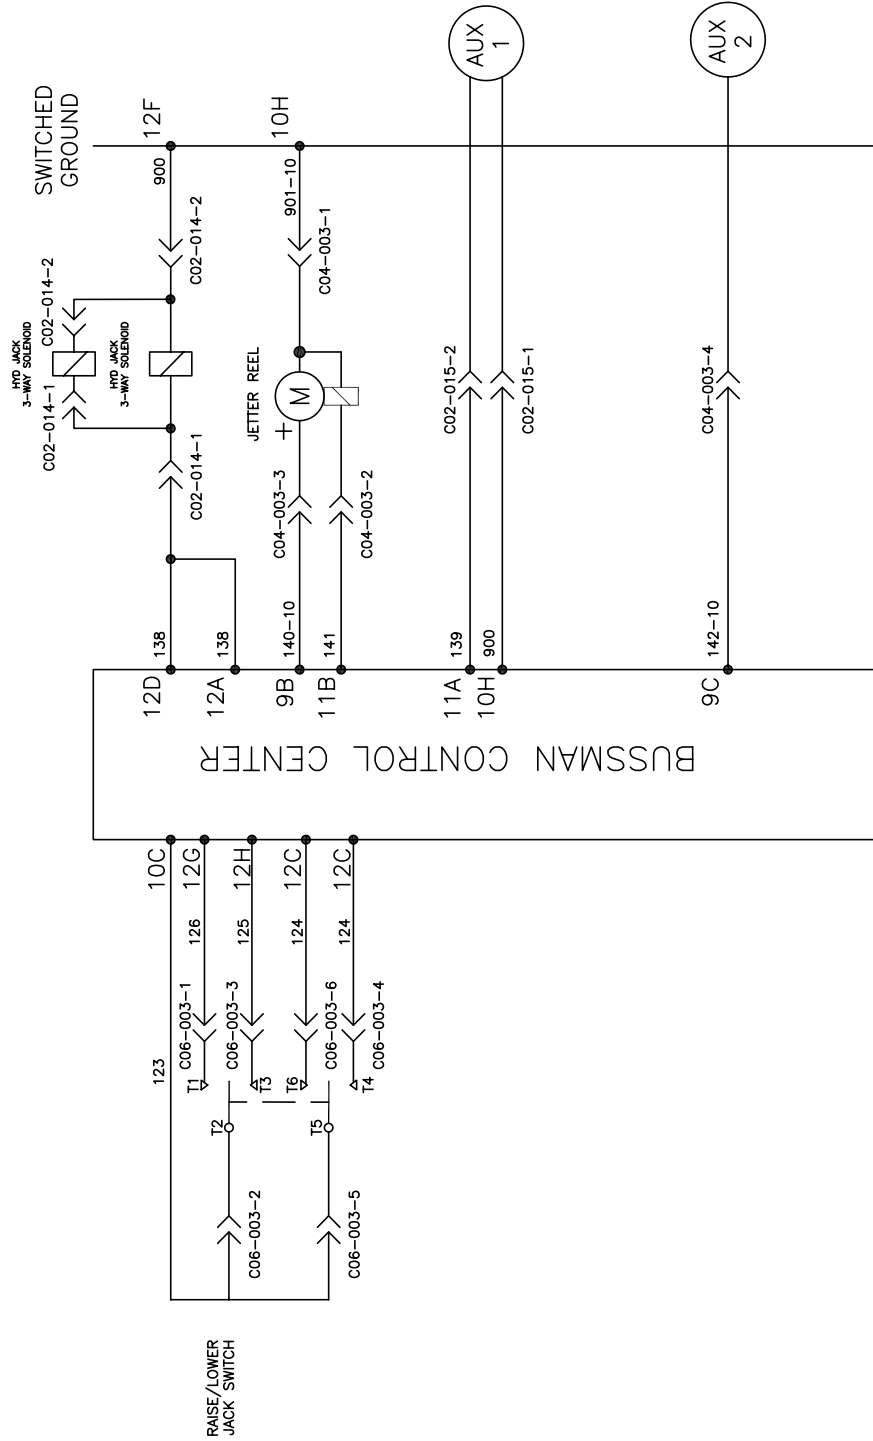 SWITCHED
GROUND
12F
10H
AUX
1
AUX
2
900
901-10
C02-014-2
C04-003-1
C02-014-2
HYD JACK
3-WAY SOLENOID
HYD JACK
3-WAY SOLENOID
C02-014-1
C02-014-1
JETTER REEL
M
+
C04-003-3
C04-003-2
C02-015-2
C02-015-1
C04-003-4
138
138
140-10
141
139
900
142-10
12D
12A
9B
11B
11A
10H
9C
BUSSMAN CONTROL CENTER
10C
12G
12H
12C
12C
123
126
125
124
124
C06-003-1
C06-003-3
C06-003-6
C06-003-4
T1
T3
T6
T4
T2
T5
C06-003-2
C06-003-5
RAISE/LOWER
JACK SWITCH